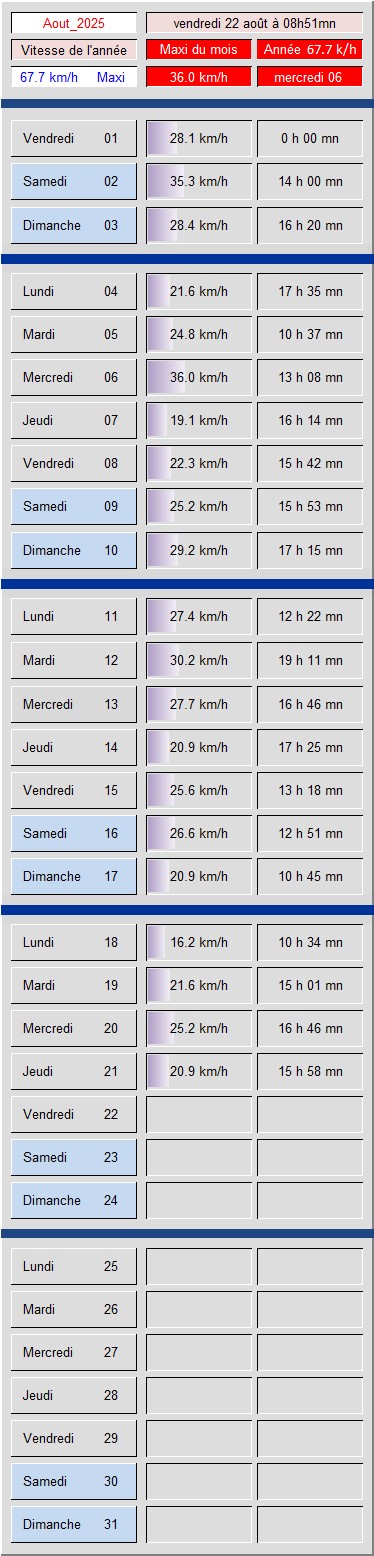 Aout_2025 vendredi 22 août à 08h51mn
Vitesse de l'année Maxi du mois Année 67.7 k/h
67.7 km/h Maxi 36.0 km/h mercredi 06
Vendredi 01 28.1 km/h 0 h 00 mn
Samedi 02 35.3 km/h 14 h 00 mn
Dimanche 03 28.4 km/h 16 h 20 mn
Lundi 04 21.6 km/h 17 h 35 mn
Mardi 05 24.8 km/h 10 h 37 mn
Mercredi 06 36.0 km/h 13 h 08 mn
Jeudi 07 19.1 km/h 16 h 14 mn
Vendredi 08 22.3 km/h 15 h 42 mn
Samedi 09 25.2 km/h 15 h 53 mn
Dimanche 10 29.2 km/h 17 h 15 mn
Lundi 11 27.4 km/h 12 h 22 mn
Mardi 12 30.2 km/h 19 h 11 mn
Mercredi 13 27.7 km/h 16 h 46 mn
Jeudi 14 20.9 km/h 17 h 25 mn
Vendredi 15 25.6 km/h 13 h 18 mn
Samedi 16 26.6 km/h 12 h 51 mn
Dimanche 17 20.9 km/h 10 h 45 mn
Lundi 18 16.2 km/h 10 h 34 mn
Mardi 19 21.6 km/h 15 h 01 mn
Mercredi 20 25.2 km/h 16 h 46 mn
Jeudi 21 20.9 km/h 15 h 58 mn
Vendredi 22
Samedi 23
Dimanche 24
Lundi 25
Mardi 26
Mercredi 27
Jeudi 28
Vendredi 29
Samedi 30
Dimanche 31